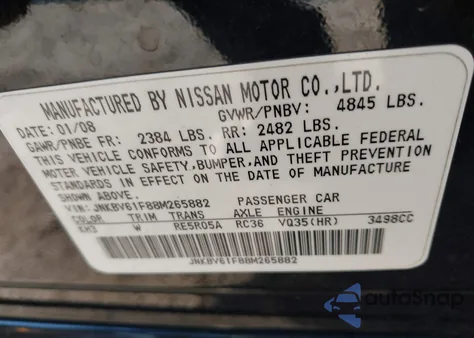 MANUFACTURED BY NISSAN MOTOR CO.,LTD.
DATE: 01/08 GVWR/PNBV: 4845 LBS.
GAWR/PNBE FR: 2384 LBS. RR: 2482 LBS.
THIS VEHICLE CONFORMS TO ALL APPLICABLE FEDERAL
MOTOR VEHICLE SAFETY,BUMPER,AND THEFT PREVENTION
STANDARDS IN EFFECT ON THE DATE OF MANUFACTURE
SHOWN ABOVE.
VIN: JNKBV61F88M265882 PASSENGER CAR
COLOR TRIM TRANS AXLE ENGINE
KH3 W RE5R05A RC36 VQ35(HR) 3498CC
JNKBV61F88M265882
autoSnap